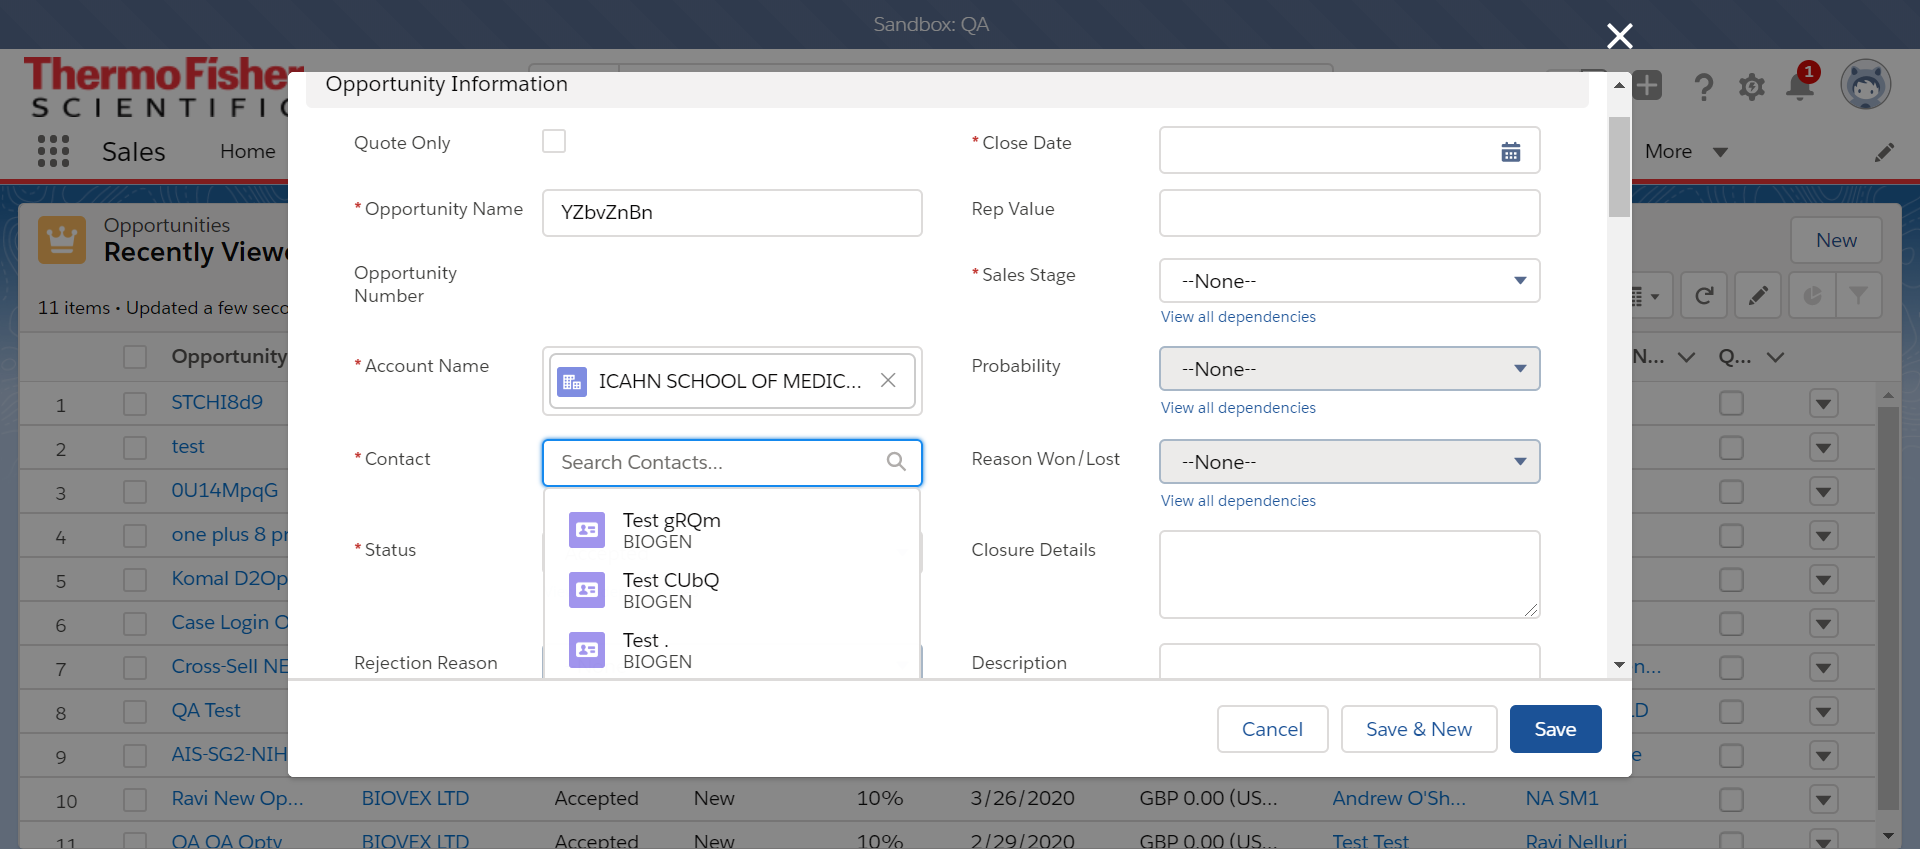 Sandbox: QA
ThermoFisher
SCIENTIFIC
1
Sales
Home
More
Opportunities
Recently Viewe
New
11 items • Updated a few seco
Opportunity
N...
Q...
1 STCHI8d9
2 test
3 0U14MpqG
4 one plus 8 pr
5 Komal D2Op
6 Case Login O
7 Cross-Sell NE
n...
8 QA Test
LD
9 AIS-SG2-NIH
e
10 Ravi New Op... BIOVEX LTD Accepted New 10% 3/26/2020 GBP 0.00 (US... Andrew O'Sh... NA SM1
11 QA QA Opty BIOVEX LTD Accepted New 10% 2/29/2020 GBP 0.00 (US... Test Test Ravi Nelluri
Opportunity Information
Quote Only
* Close Date
* Opportunity Name YZbvZnBn
Rep Value
Opportunity
Number
* Sales Stage --None--
View all dependencies
* Account Name ICAHN SCHOOL OF MEDIC...
Probability --None--
View all dependencies
* Contact Search Contacts...
Reason Won/Lost --None--
View all dependencies
Test gRQm
BIOGEN
* Status
Closure Details
Test CUbQ
BIOGEN
Test .
BIOGEN
Rejection Reason
Description
Cancel
Save & New
Save